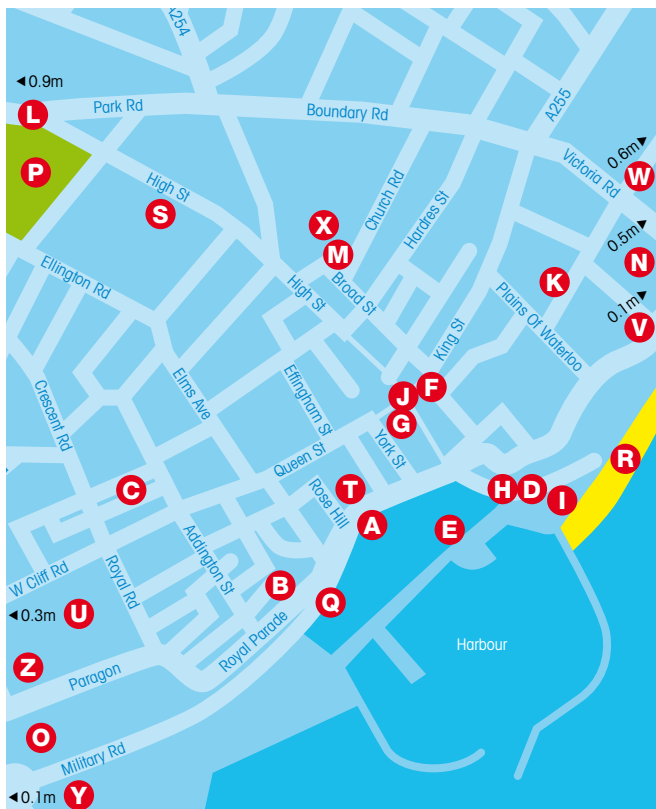 A254
◄0.9m
L
Park Rd
Boundary Rd
A255
P
High St
S
Church Rd
Hardres St
Victoria Rd
0.6m►
W
X
M
Ellington Rd
High St
Broad St
0.5m►
N
K
Plains Of Waterloo
0.1m►
V
Crescent Rd
Elms Ave
Effingham St
King St
J
F
G
Queen St
York St
R
C
T
H
D
I
Rose Hill
A
E
W Cliff Rd
Royal Rd
Addington St
B
Q
◄0.3m
U
Royal Parade
Harbour
Z
Paragon
O
Military Rd
◄0.1m
Y